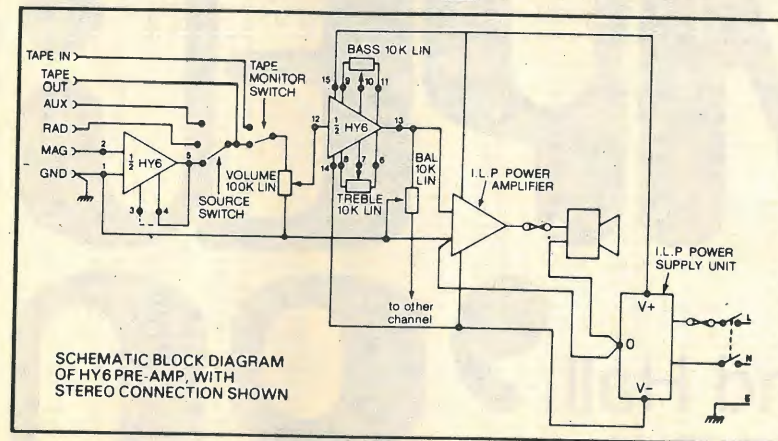 TAPE IN
TAPE
OUT
AUX
RAD
MAG
GND
2
1
½
HY6
5
3
4
SOURCE
SWITCH
TAPE
MONITOR
SWITCH
VOLUME
100K LIN
BASS 10K LIN
15
9
10
11
12
½ HY6
13
14
8
7
6
TREBLE
10K LIN
BAL
10K
LIN
to other
channel
I.L.P POWER
AMPLIFIER
I.L.P POWER
SUPPLY UNIT
V+
O
V-
L
N
E
SCHEMATIC BLOCK DIAGRAM
OF HY6 PRE-AMP, WITH
STEREO CONNECTION SHOWN